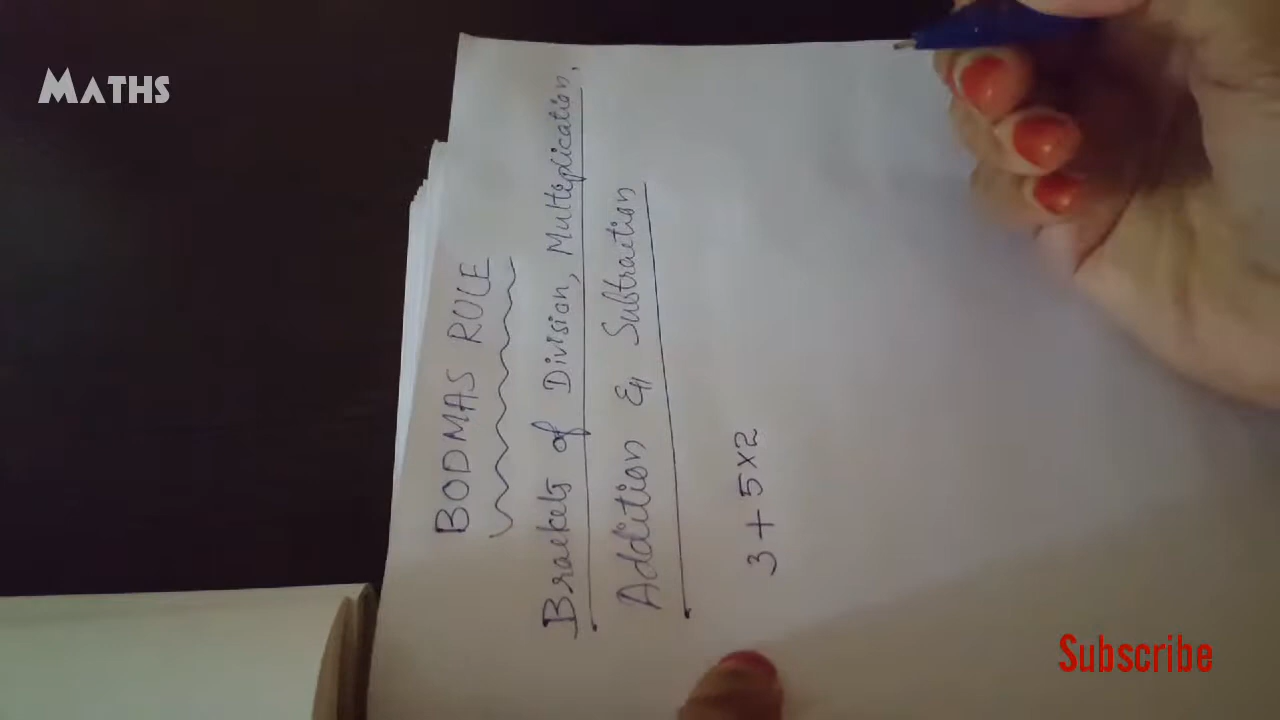 MATHS
BODMAS RULE
Brackets of Division, Multiplication,
Addition & Subtraction
3 + 5 × 2
Subscribe